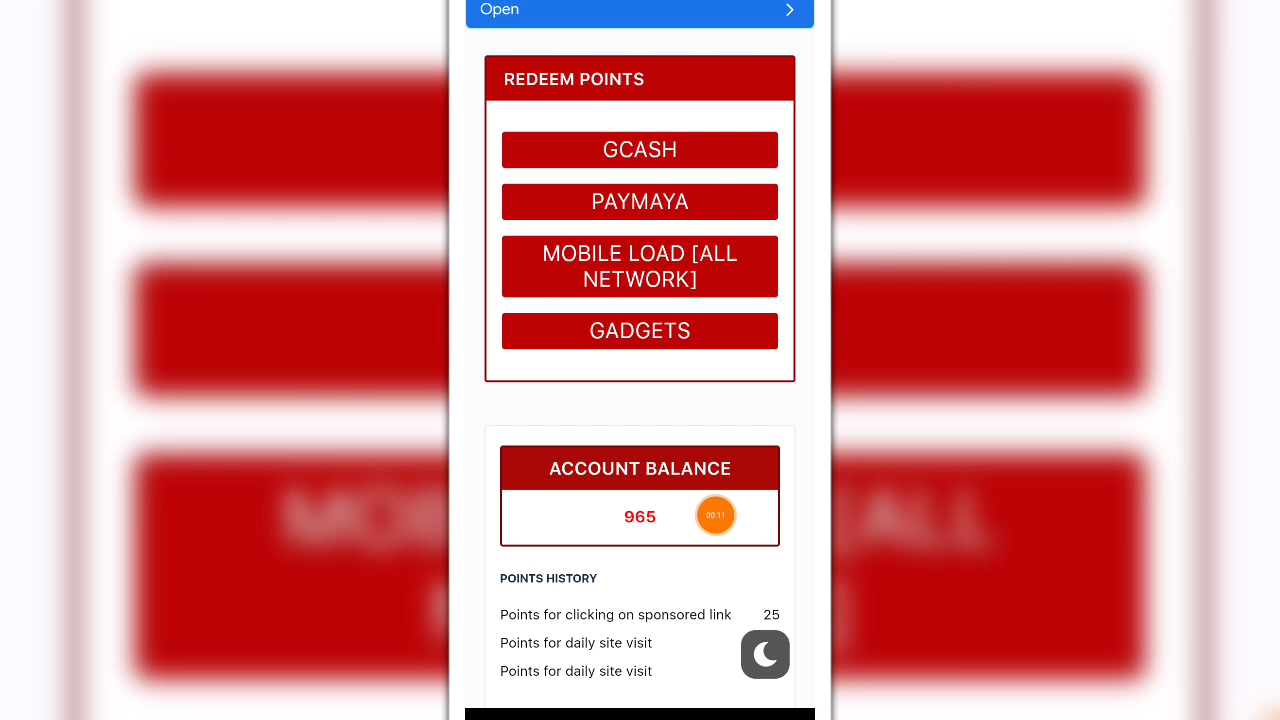 Open
REDEEM POINTS
GCASH
PAYMAYA
MOBILE LOAD [ALL
NETWORK]
GADGETS
ACCOUNT BALANCE
965
00:11
POINTS HISTORY
Points for clicking on sponsored link 25
Points for daily site visit
Points for daily site visit